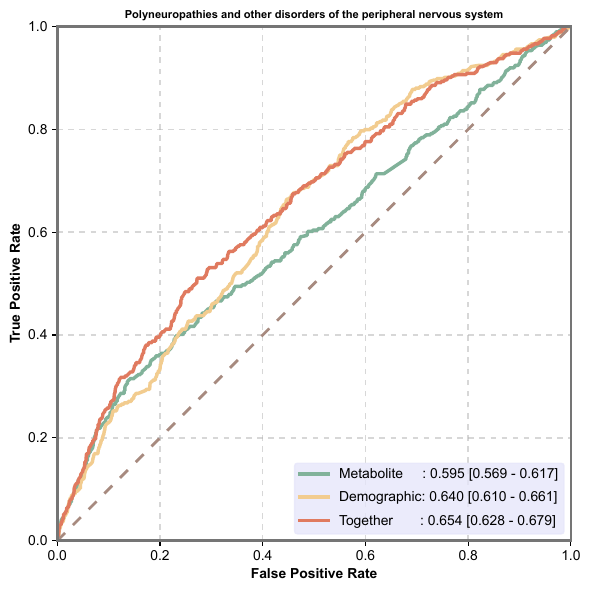 Polyneuropathies and other disorders of the peripheral nervous system
True Positive Rate
1.0
0.8
0.6
0.4
0.2
0.0
Metabolite : 0.595 [0.569 - 0.617]
Demographic: 0.640 [0.610 - 0.661]
Together : 0.654 [0.628 - 0.679]
0.0 0.2 0.4 0.6 0.8 1.0
False Positive Rate